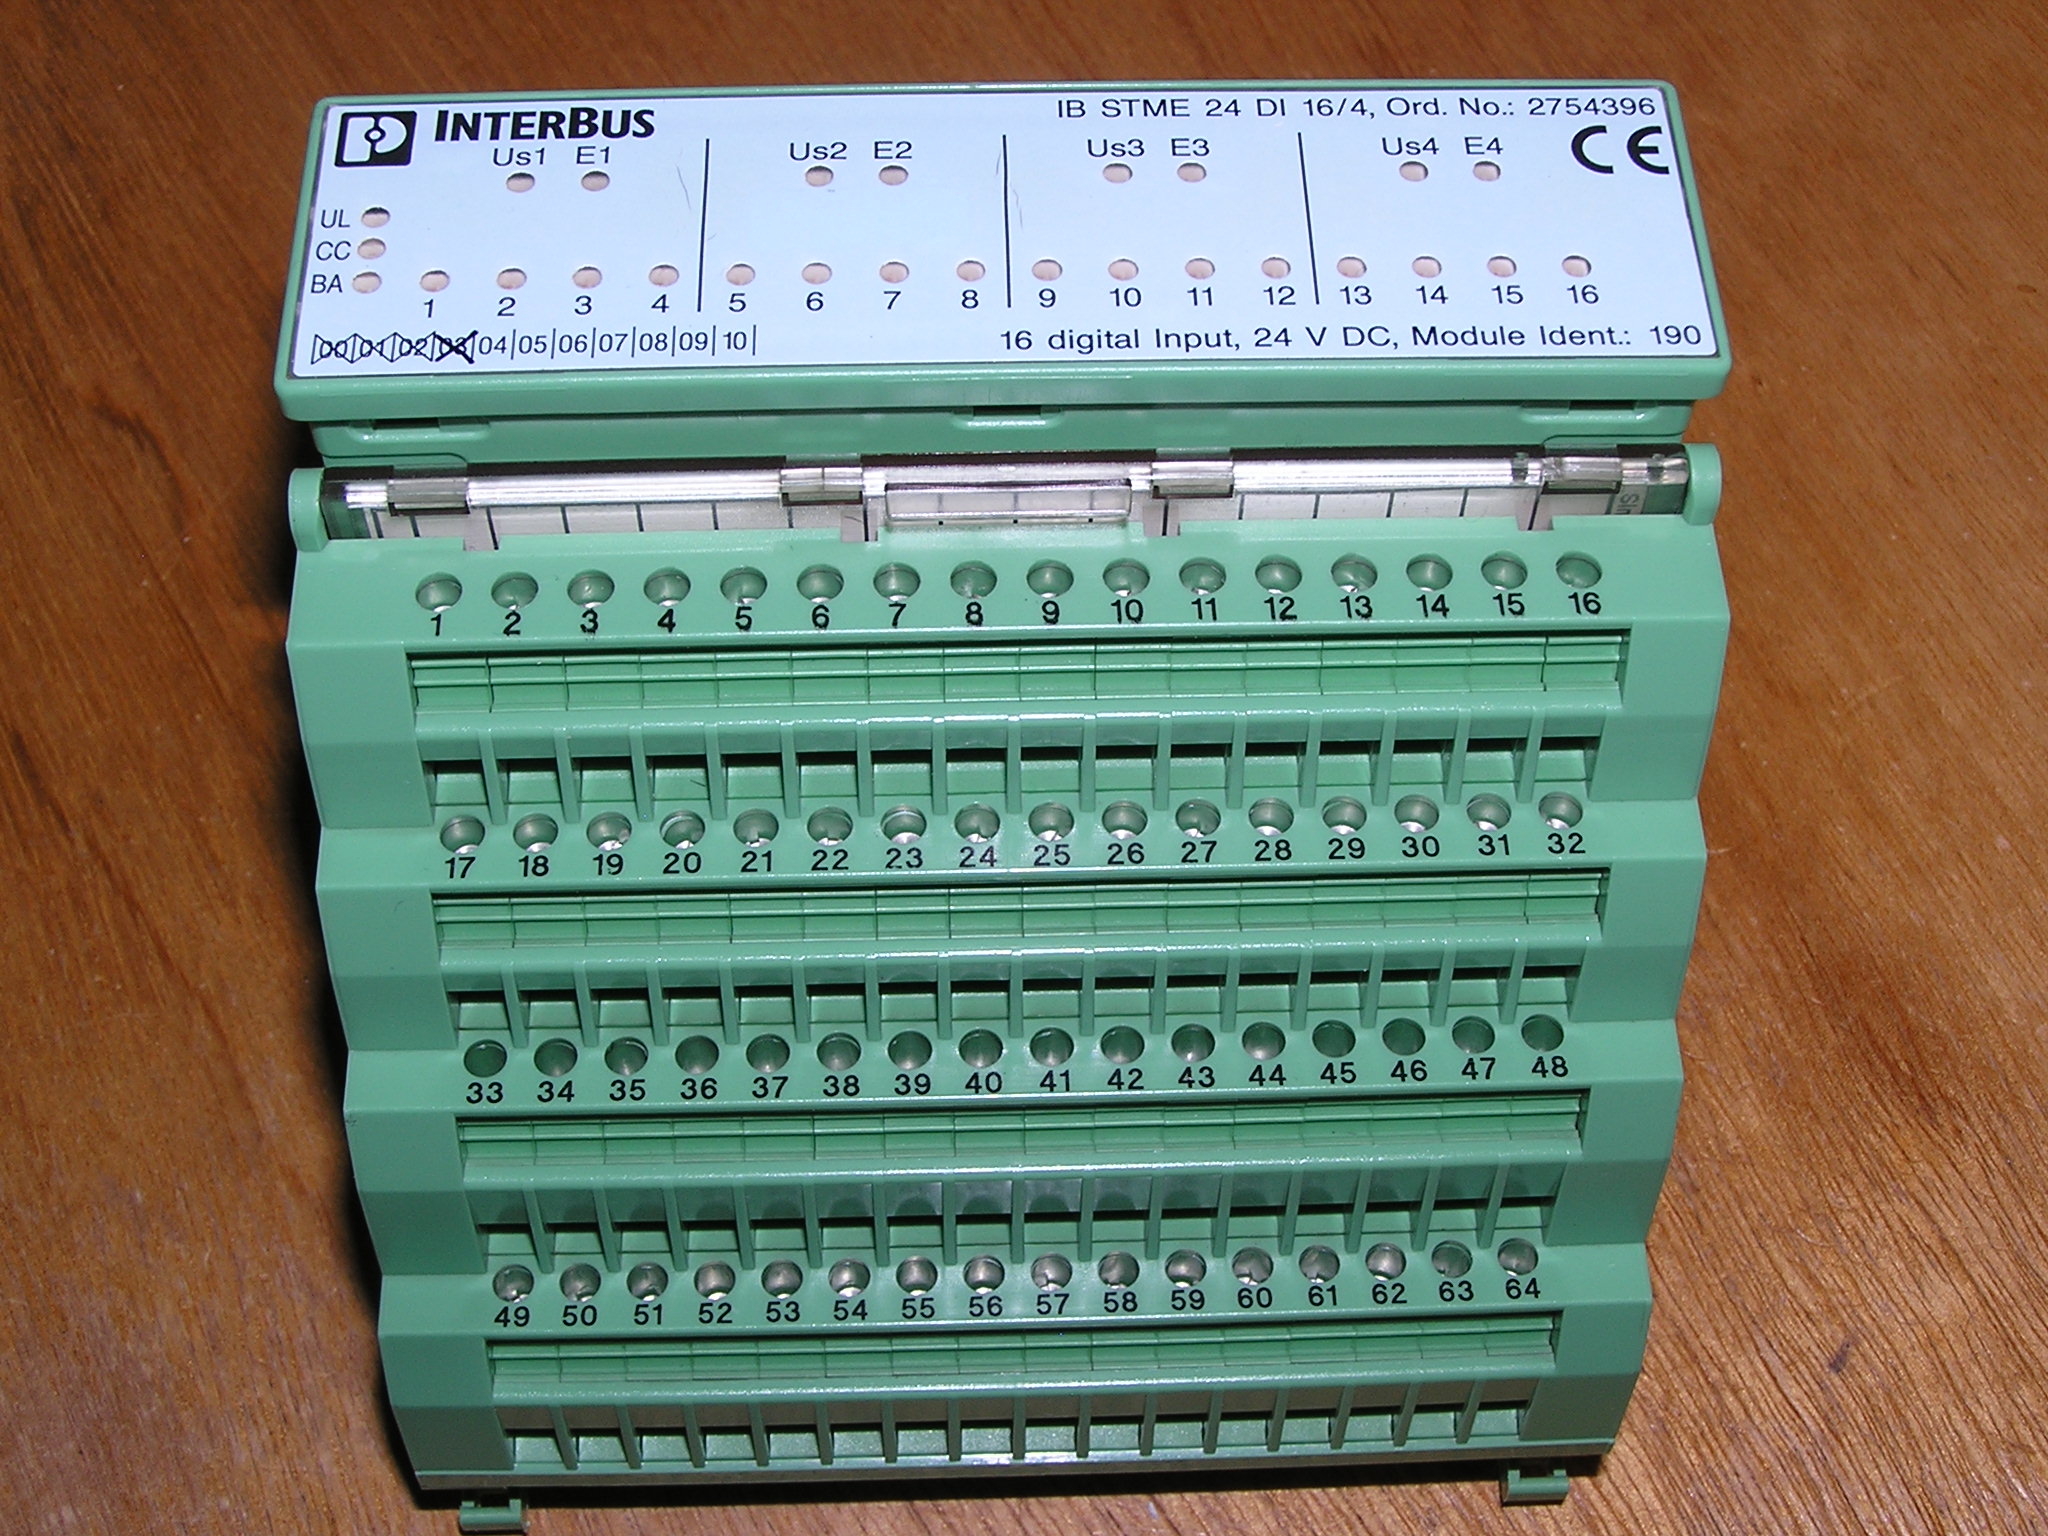 INTERBUS
IB STME 24 DI 16/4, Ord. No.: 2754396
CE
Us1 E1 Us2 E2 Us3 E3 Us4 E4
UL
CC
BA
1 2 3 4 5 6 7 8 9 10 11 12 13 14 15 16
00 01 02 03 04|05|06|07|08|09|10|
16 digital Input, 24 V DC, Module Ident.: 190
1 2 3 4 5 6 7 8 9 10 11 12 13 14 15 16
17 18 19 20 21 22 23 24 25 26 27 28 29 30 31 32
33 34 35 36 37 38 39 40 41 42 43 44 45 46 47 48
49 50 51 52 53 54 55 56 57 58 59 60 61 62 63 64